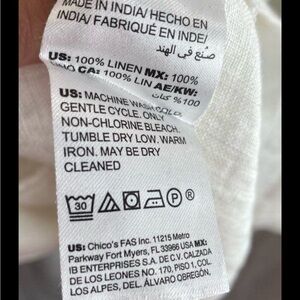 MADE IN INDIA/ HECHO EN
INDIA/ FABRIQUÉ EN INDE/
صنع في الهند
US: 100% LINEN MX: 100%
LINO CA: 100% LIN AE/KW:
100% كتان
US: MACHINE WASH COLD.
GENTLE CYCLE. ONLY
NON-CHLORINE BLEACH.
TUMBLE DRY LOW. WARM
IRON. MAY BE DRY
CLEANED
30 P ®
US: Chico's FAS Inc. 11215 Metro
Parkway Fort Myers, FL 33966 USA MX:
IB ENTERPRISES S.A. DE C.V. CALZADA
DE LOS LEONES NO. 170, PISO 1, COL.
LOS ALPES, DEL. ÁLVARO OBREGÓN.